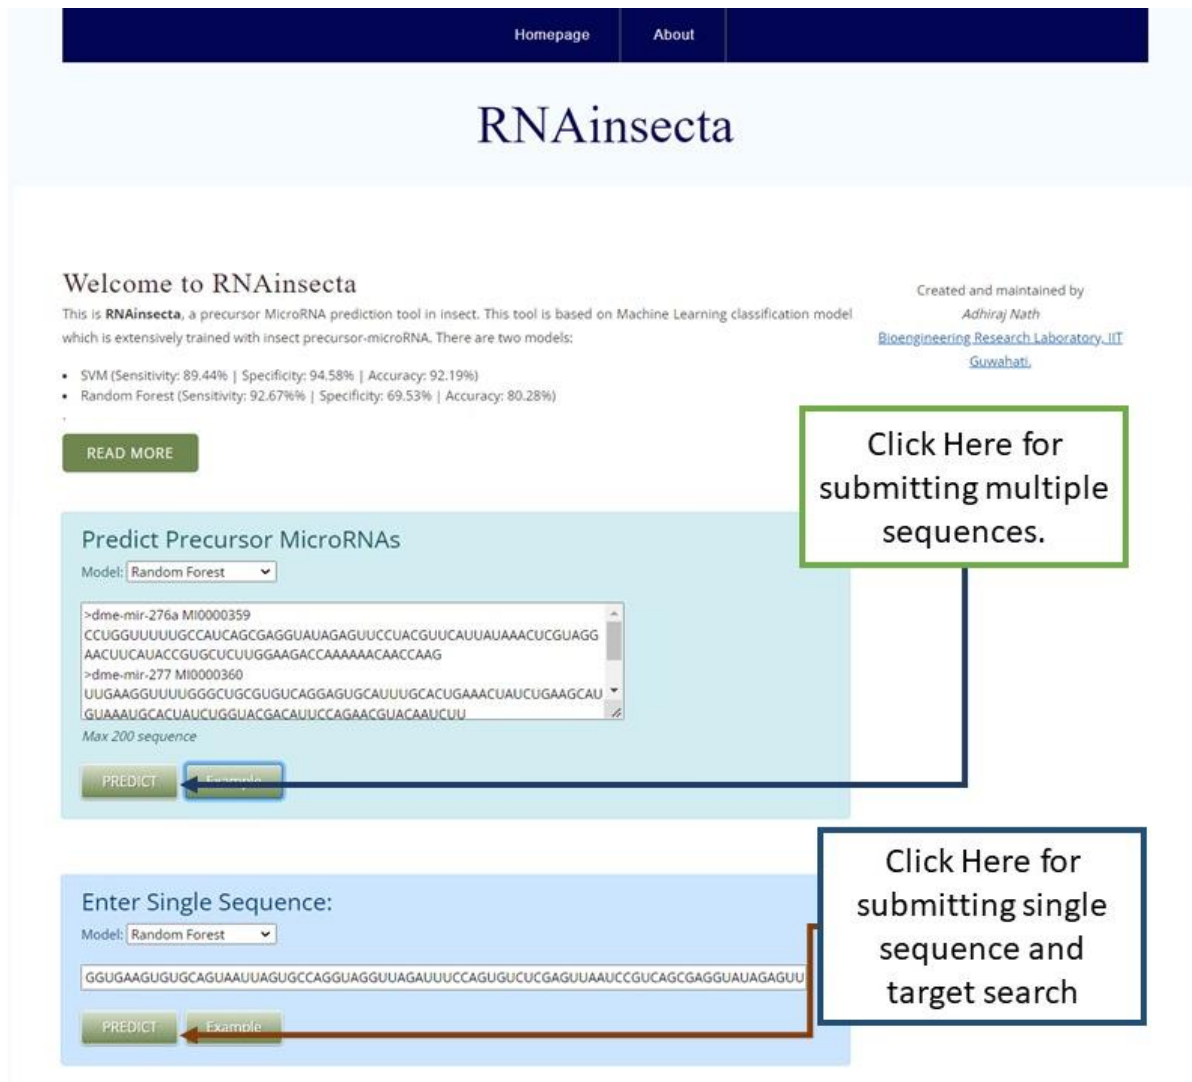 Homepage About
RNAinsecta
Welcome to RNAinsecta
This is RNAinsecta, a precursor MicroRNA prediction tool in insect. This tool is based on Machine Learning classification model
which is extensively trained with insect precursor-microRNA. There are two models:
• SVM (Sensitivity: 89.44% | Specificity: 94.58% | Accuracy: 92.19%)
• Random Forest (Sensitivity: 92.67%% | Specificity: 69.53% | Accuracy: 80.28%)
.
READ MORE
Created and maintained by
Adhiraj Nath
Bioengineering Research Laboratory, IIT
Guwahati.
Click Here for
submitting multiple
sequences.
Predict Precursor MicroRNAs
Model: Random Forest
>dme-mir-276a MI0000359
CCUGGUUUUUGCCAUCAGCGAGGUAUAGAGUUCCUACGUUCAUUAUAAACUCGUAGG
AACUUCAUACCGUGCUCUUGGAAGACCAAAAAACAACCAAG
>dme-mir-277 MI0000360
UUGAAGGUUUUGGGCUGCGUGUCAGGAGUGCAUUUGCACUGAAACUAUCUGAAGCAU
GUAAAUGCACUAUCUGGUACGACAUUCCAGAACGUACAAUCUU
Max 200 sequence
PREDICT Example
Click Here for
submitting single
sequence and
target search
Enter Single Sequence:
Model: Random Forest
GGUGAAGUGUGCAGUAAUUAGUGCCAGGUAGGUUAGAUUUCCAGUGUCUCGAGUUAAUCCGUCAGCGAGGUAUAGAGUU
PREDICT Example